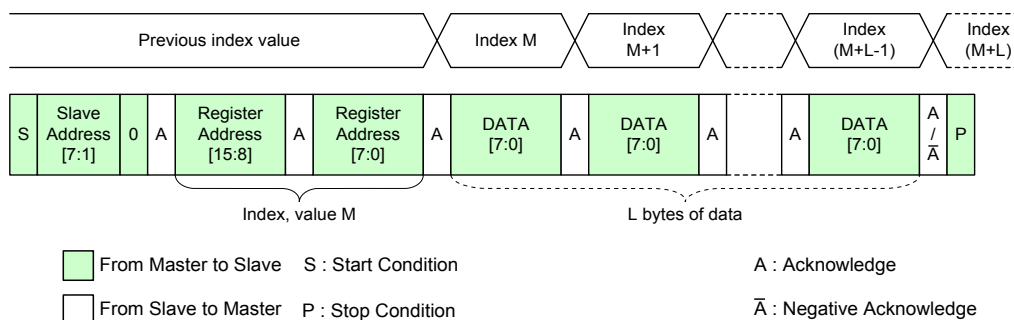 Previous index value
Index M
Index
M+1
Index
(M+L-1)
Index
(M+L)
S
Slave
Address
[7:1]
0
A
Register
Address
[15:8]
A
Register
Address
[7:0]
A
DATA
[7:0]
A
DATA
[7:0]
A
A
DATA
[7:0]
A
/
A̅
P
Index, value M
L bytes of data
From Master to Slave
S : Start Condition
A : Acknowledge
From Slave to Master
P : Stop Condition
A̅ : Negative Acknowledge